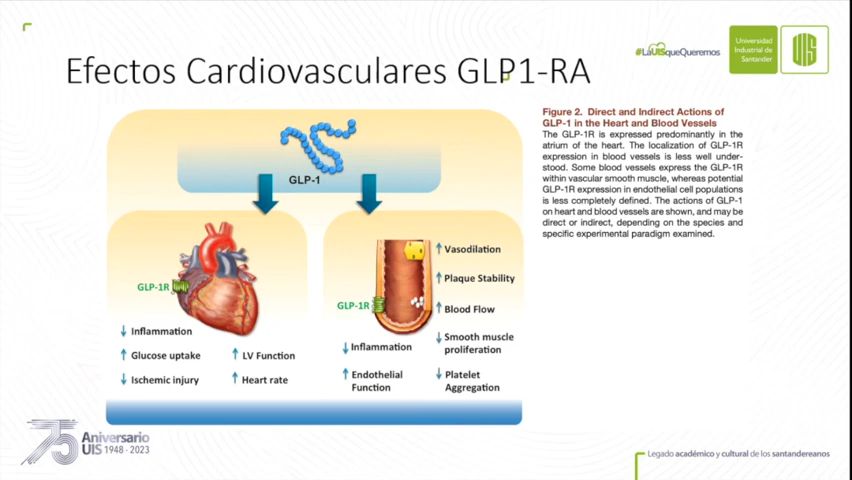 #LaUISqueQueremos
Universidad
Industrial de
Santander
UIS
Efectos Cardiovasculares GLP1-RA
GLP-1
GLP-1R
↓ Inflammation
↑ Glucose uptake
↓ Ischemic injury
↑ LV Function
↑ Heart rate
GLP-1R
↓ Inflammation
↑ Endothelial
Function
↑ Vasodilation
↑ Plaque Stability
↑ Blood Flow
↓ Smooth muscle
proliferation
↓ Platelet
Aggregation
Figure 2. Direct and Indirect Actions of
GLP-1 in the Heart and Blood Vessels
The GLP-1R is expressed predominantly in the
atrium of the heart. The localization of GLP-1R
expression in blood vessels is less well under-
stood. Some blood vessels express the GLP-1R
within vascular smooth muscle, whereas potential
GLP-1R expression in endothelial cell populations
is less completely defined. The actions of GLP-1
on heart and blood vessels are shown, and may be
direct or indirect, depending on the species and
specific experimental paradigm examined.
75 Aniversario
UIS 1948 - 2023
Legado académico y cultural de los santandereanos